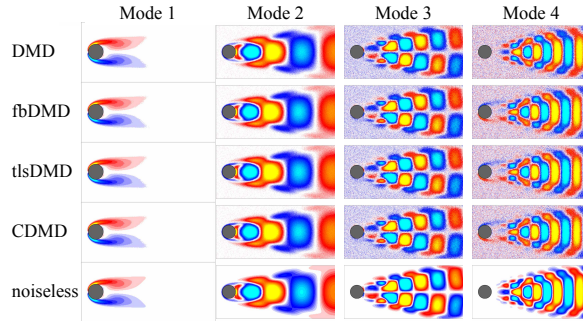 Mode 1 Mode 2 Mode 3 Mode 4
DMD
fbDMD
tlsDMD
CDMD
noiseless